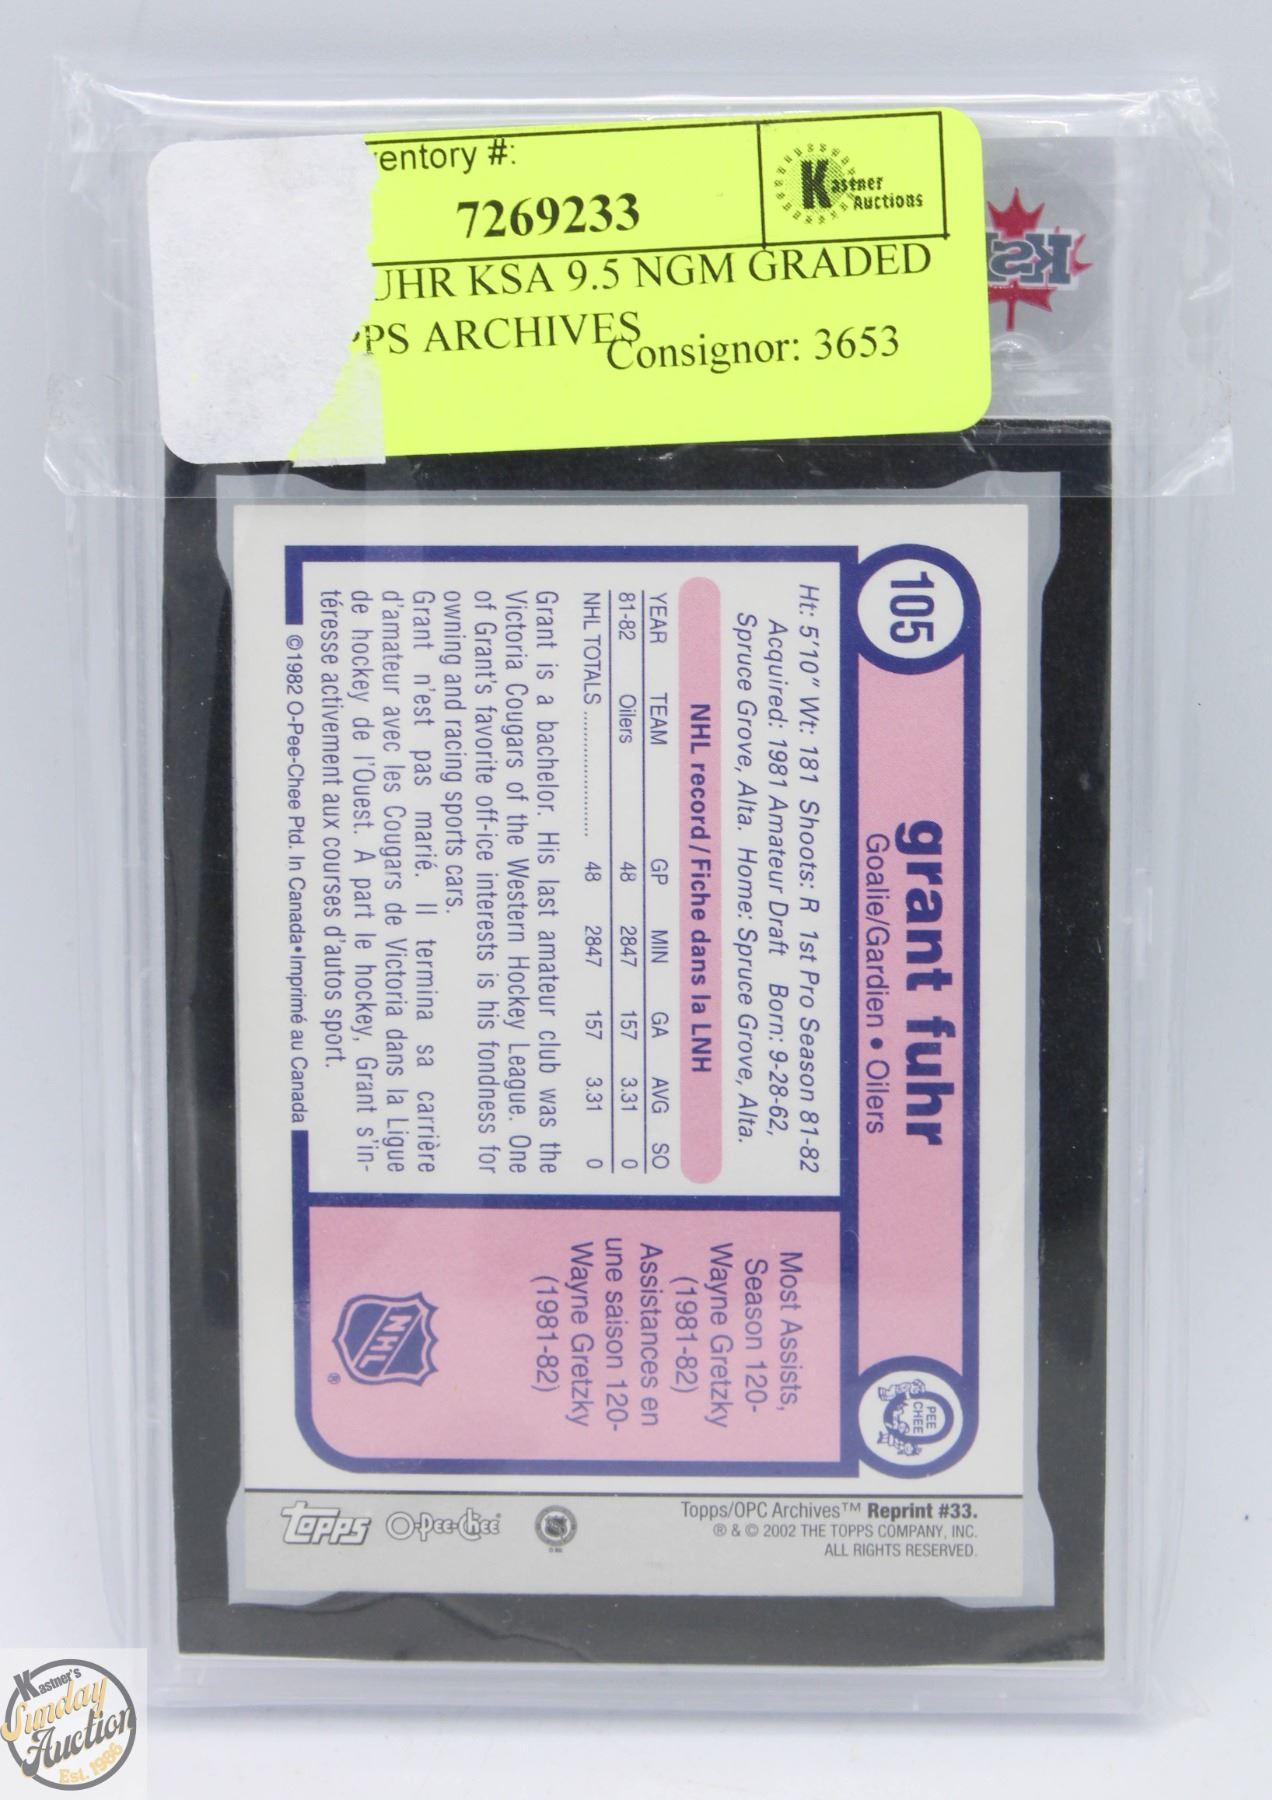 entory #:
7269233
Kastner
Auctions
UHR KSA 9.5 NGM GRADED
PPS ARCHIVES
Consignor: 3653
KSA
105
grant fuhr
Goalie/Gardien • Oilers
PEE
CHEE
Ht: 5'10" Wt: 181 Shoots: R 1st Pro Season 81-82
Acquired: 1981 Amateur Draft Born: 9-28-62,
Spruce Grove, Alta. Home: Spruce Grove, Alta.
NHL record/Fiche dans la LNH
YEAR TEAM GP MIN GA AVG SO
81-82 Oilers 48 2847 157 3.31 0
NHL TOTALS .................... 48 2847 157 3.31 0
Grant is a bachelor. His last amateur club was the
Victoria Cougars of the Western Hockey League. One
of Grant's favorite off-ice interests is his fondness for
owning and racing sports cars.
Grant n'est pas marié. Il termina sa carrière
d'amateur avec les Cougars de Victoria dans la Ligue
de hockey de l'Ouest. A part le hockey, Grant s'in-
téresse activement aux courses d'autos sport.
©1982 O-Pee-Chee Ptd. In Canada•Imprimé au Canada
Most Assists,
Season 120-
Wayne Gretzky
(1981-82)
Assistances en
une saison 120-
Wayne Gretzky
(1981-82)
NHL
®
Topps O-Pee-Chee
Topps/OPC Archives™ Reprint #33.
® & © 2002 THE TOPPS COMPANY, INC.
ALL RIGHTS RESERVED.
Kastner's
Sunday
Auction
Est. 1986